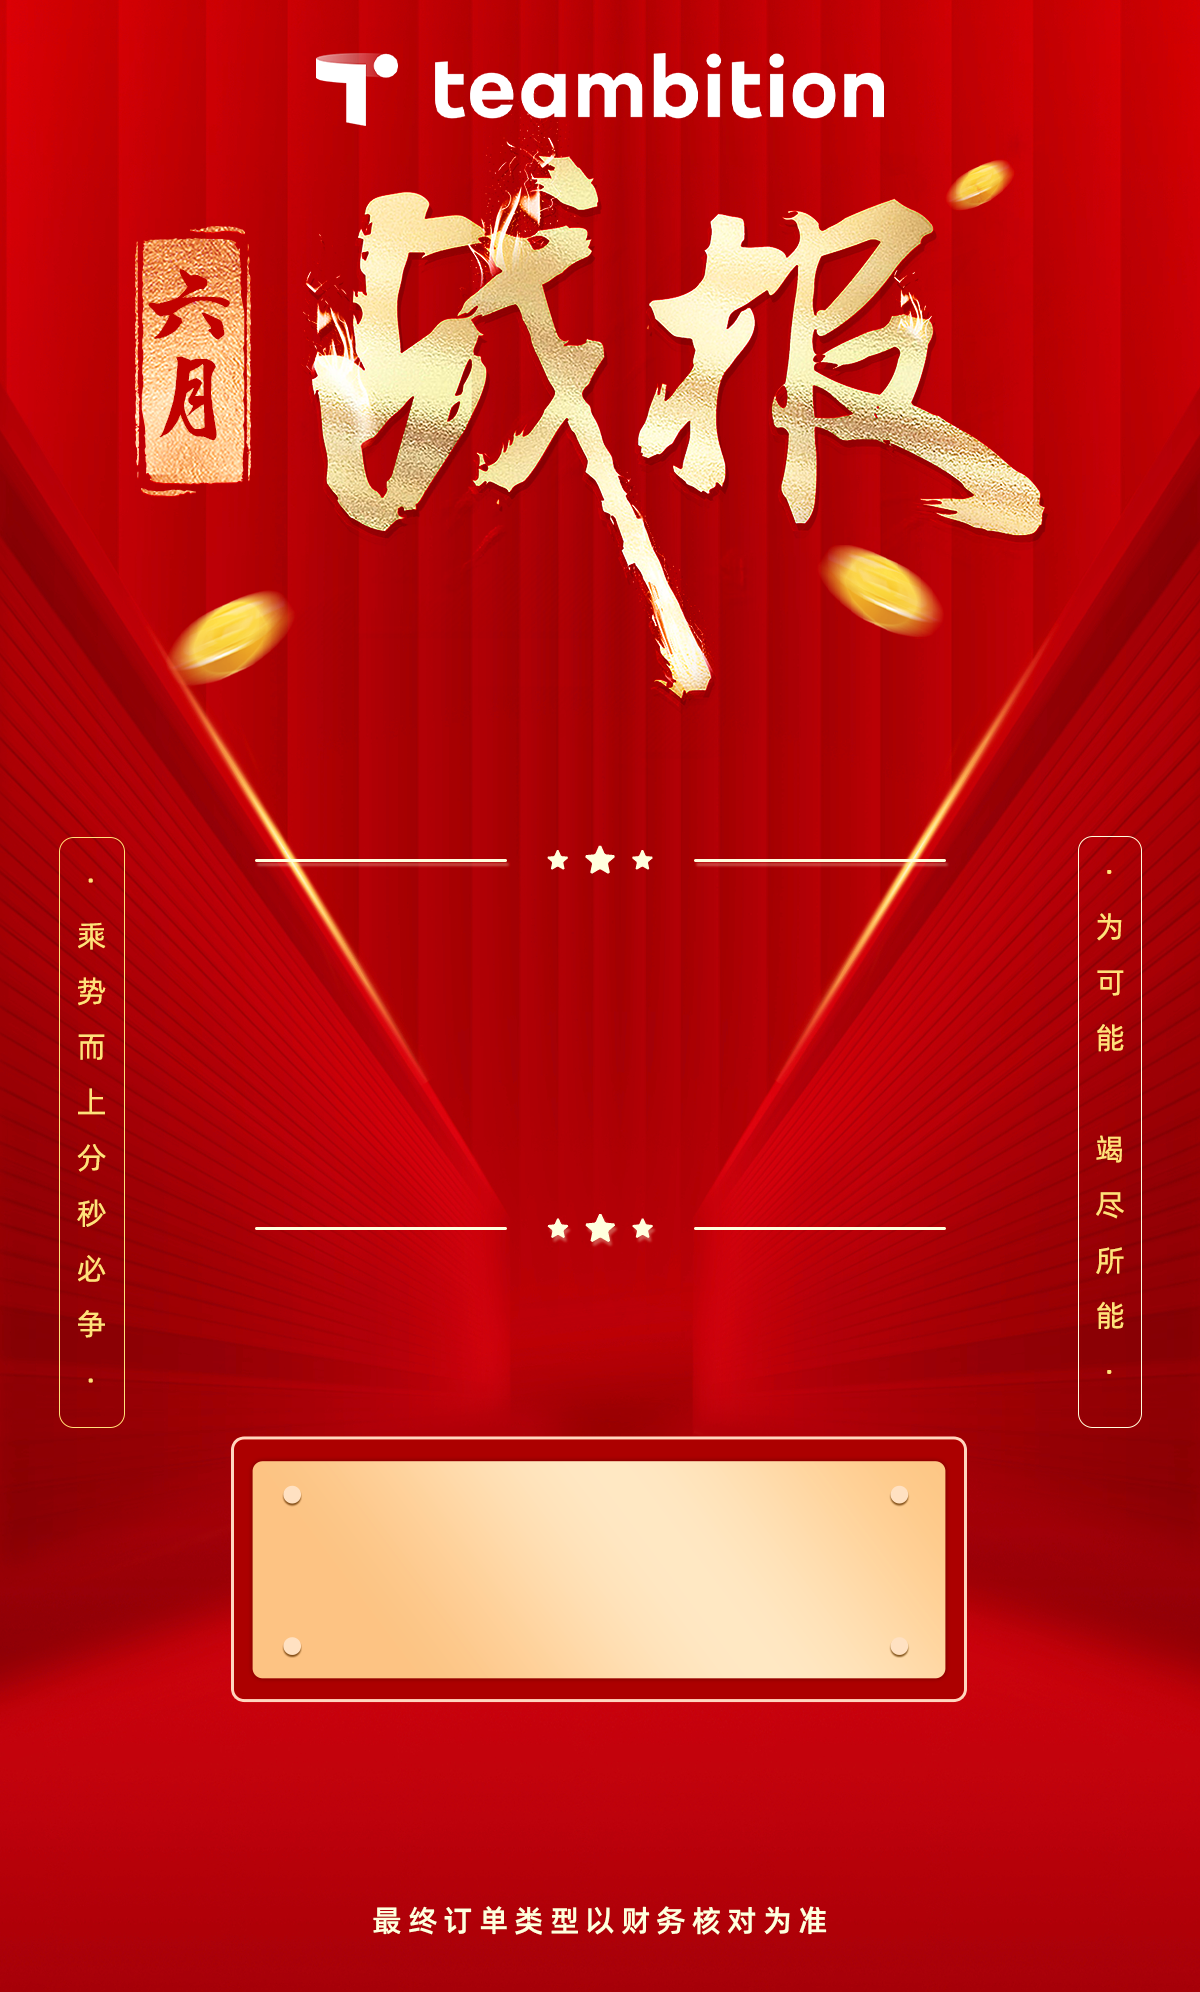 teambition
六月
战报
·乘势而上分秒必争·
·为可能 竭尽所能·
最终订单类型以财务核对为准